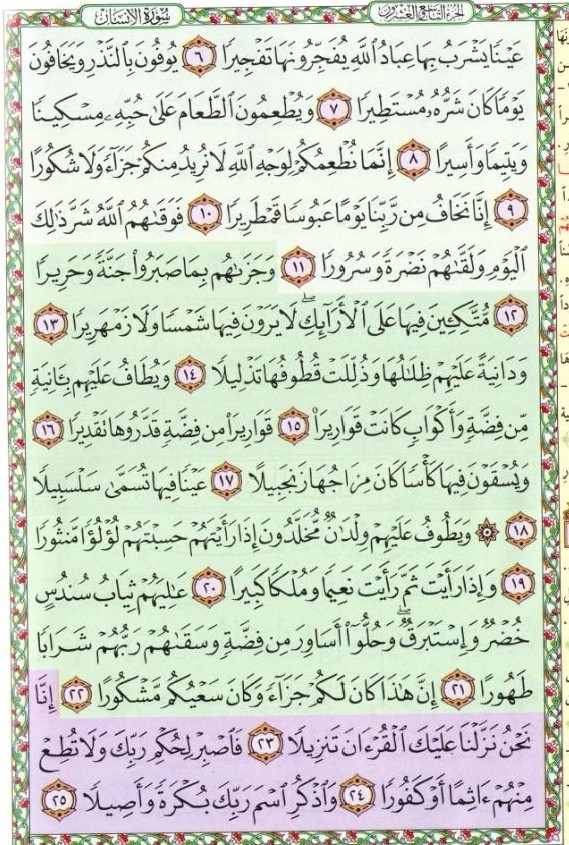 سُورَةُ الإِنسَانِ
الجزء التاسع والعشرون
عَيْنًا يَشْرَبُ بِهَا عِبَادُ ٱللَّهِ يُفَجِّرُونَهَا تَفْجِيرًا ٦ يُوفُونَ بِٱلنَّذْرِ وَيَخَافُونَ
يَوْمًا كَانَ شَرُّهُۥ مُسْتَطِيرًا ٧ وَيُطْعِمُونَ ٱلطَّعَامَ عَلَىٰ حُبِّهِۦ مِسْكِينًا
وَيَتِيمًا وَأَسِيرًا ٨ إِنَّمَا نُطْعِمُكُمْ لِوَجْهِ ٱللَّهِ لَا نُرِيدُ مِنكُمْ جَزَآءً وَلَا شُكُورًا
٩ إِنَّا نَخَافُ مِن رَّبِّنَا يَوْمًا عَبُوسًا قَمْطَرِيرًا ١٠ فَوَقَىٰهُمُ ٱللَّهُ شَرَّ ذَٰلِكَ
ٱلْيَوْمِ وَلَقَّىٰهُمْ نَضْرَةً وَسُرُورًا ١١ وَجَزَىٰهُم بِمَا صَبَرُوا۟ جَنَّةً وَحَرِيرًا
١٢ مُّتَّكِـِٔينَ فِيهَا عَلَى ٱلْأَرَآئِكِ ۖ لَا يَرَوْنَ فِيهَا شَمْسًا وَلَا زَمْهَرِيرًا ١٣
وَدَانِيَةً عَلَيْهِمْ ظِلَٰلُهَا وَذُلِّلَتْ قُطُوفُهَا تَذْلِيلًا ١٤ وَيُطَافُ عَلَيْهِم بِـَٔانِيَةٍ
مِّن فِضَّةٍ وَأَكْوَابٍ كَانَتْ قَوَارِيرَا۠ ١٥ قَوَارِيرَا۟ مِن فِضَّةٍ قَدَّرُوهَا تَقْدِيرًا ١٦
وَيُسْقَوْنَ فِيهَا كَأْسًا كَانَ مِزَاجُهَا زَنجَبِيلًا ١٧ عَيْنًا فِيهَا تُسَمَّىٰ سَلْسَبِيلًا
١٨ ۞ وَيَطُوفُ عَلَيْهِمْ وِلْدَٰنٌ مُّخَلَّدُونَ إِذَا رَأَيْتَهُمْ حَسِبْتَهُمْ لُؤْلُؤًا مَّنثُورًا
١٩ وَإِذَا رَأَيْتَ ثَمَّ رَأَيْتَ نَعِيمًا وَمُلْكًا كَبِيرًا ٢٠ عَٰلِيَهُمْ ثِيَابُ سُندُسٍ
خُضْرٌ وَإِسْتَبْرَقٌ ۖ وَحُلُّوٓا۟ أَسَاوِرَ مِن فِضَّةٍ وَسَقَىٰهُمْ رَبُّهُمْ شَرَابًا
طَهُورًا ٢١ إِنَّ هَٰذَا كَانَ لَكُمْ جَزَآءً وَكَانَ سَعْيُكُم مَّشْكُورًا ٢٢ إِنَّا
نَحْنُ نَزَّلْنَا عَلَيْكَ ٱلْقُرْءَانَ تَنزِيلًا ٢٣ فَٱصْبِرْ لِحُكْمِ رَبِّكَ وَلَا تُطِعْ
مِنْهُمْ ءَاثِمًا أَوْ كَفُورًا ٢٤ وَٱذْكُرِ ٱسْمَ رَبِّكَ بُكْرَةً وَأَصِيلًا ٢٥